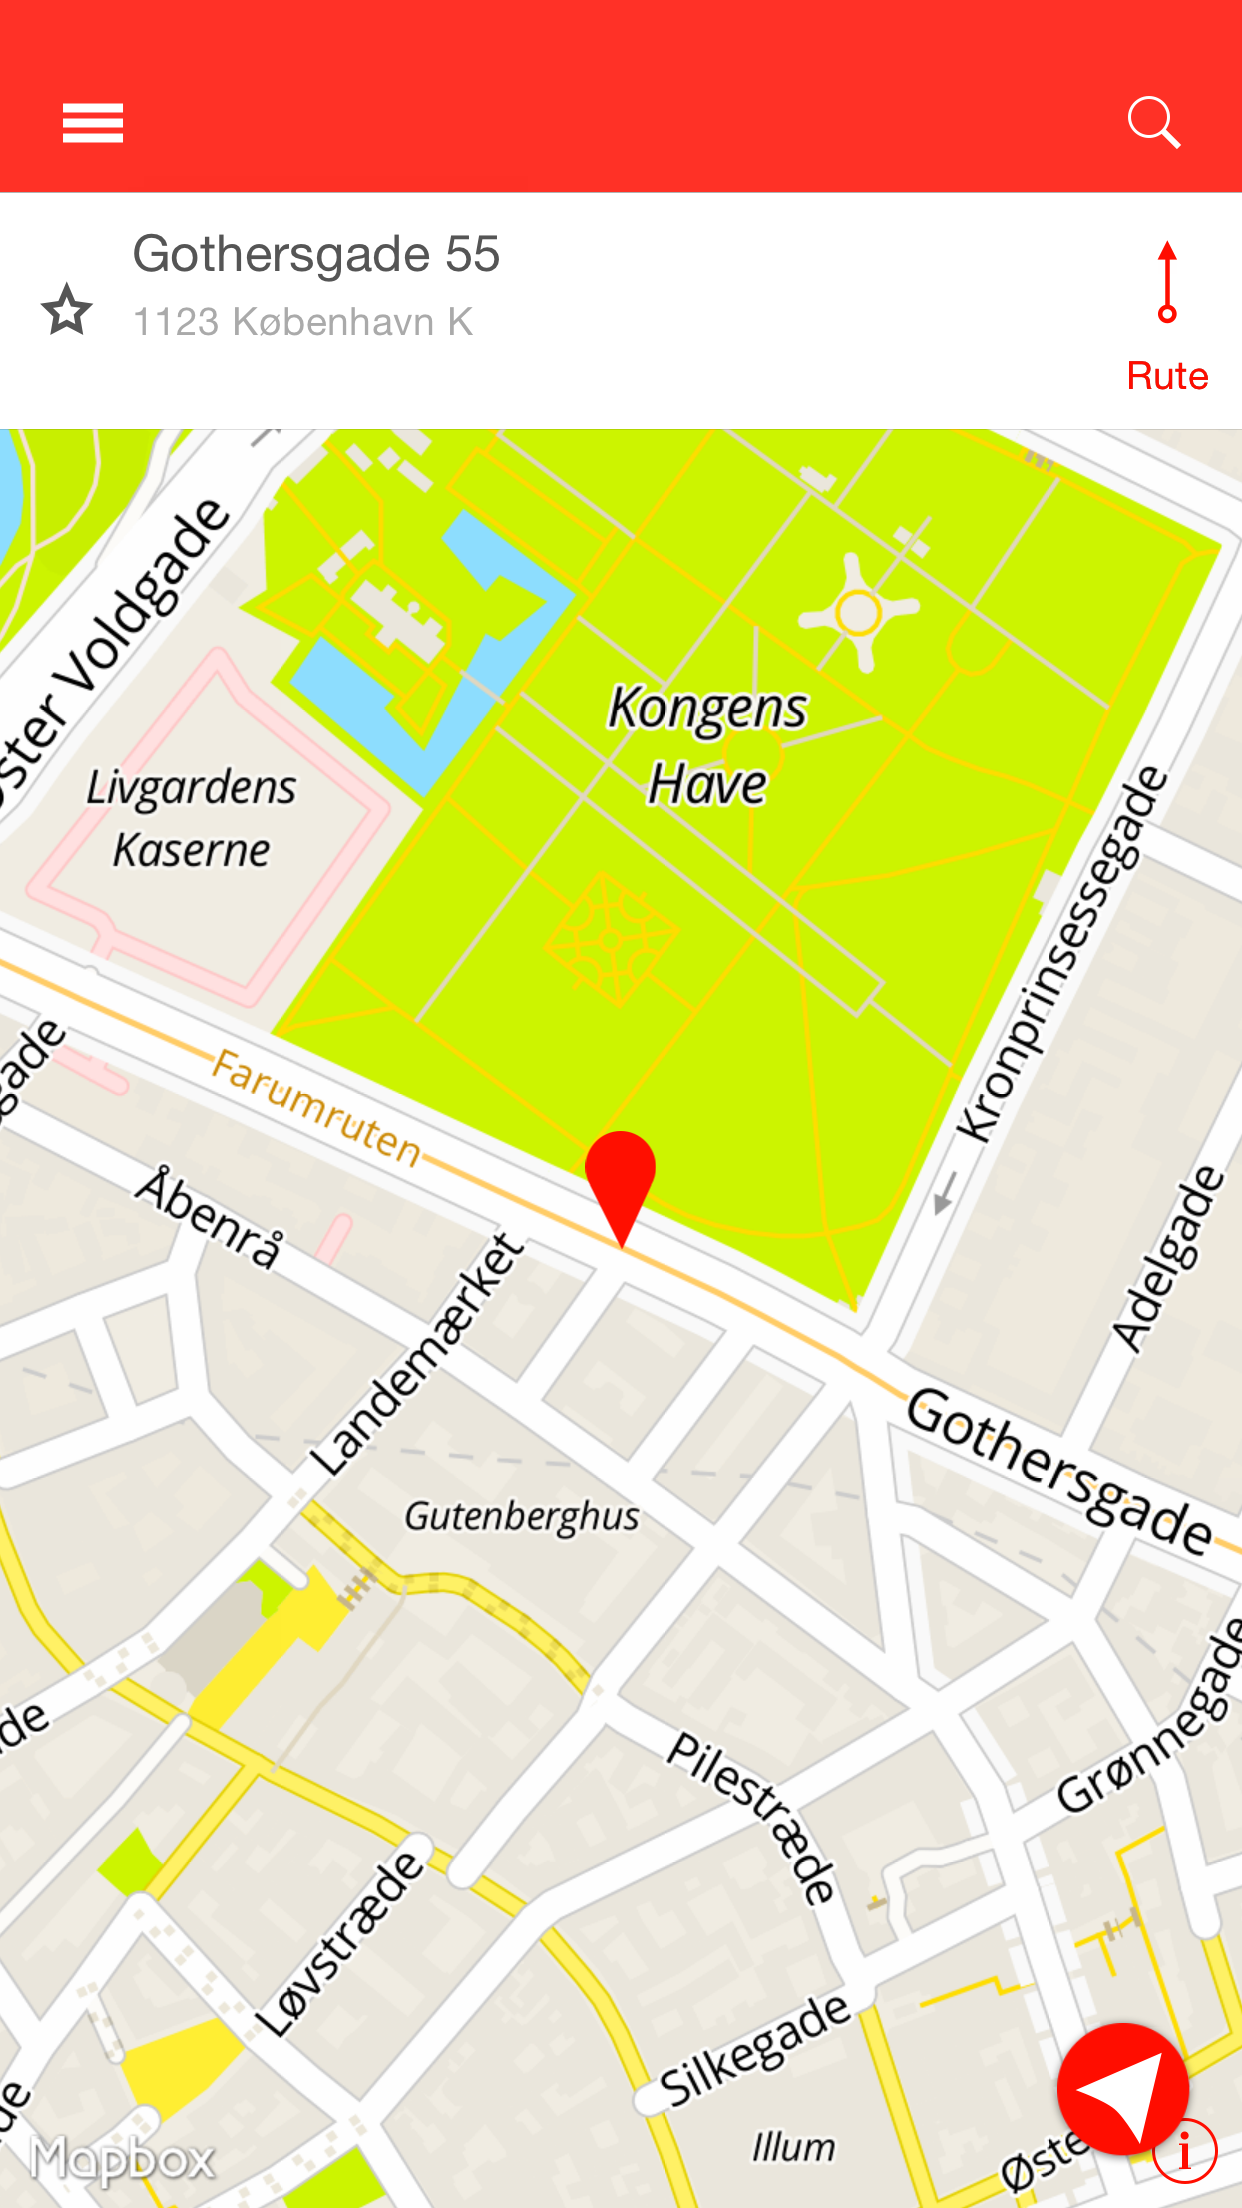 Gothersgade 55
1123 København K
Rute
Øster Voldgade
Kongens
Have
Livgardens
Kaserne
Kronprinsessegade
gade
Farumruten
Åbenrå
Adelgade
Landemærket
Gothersgade
Gutenberghus
Grønnegade
de
Pilestræde
Løvstræde
Silkegade
de
Illum
Øste
Mapbox
i